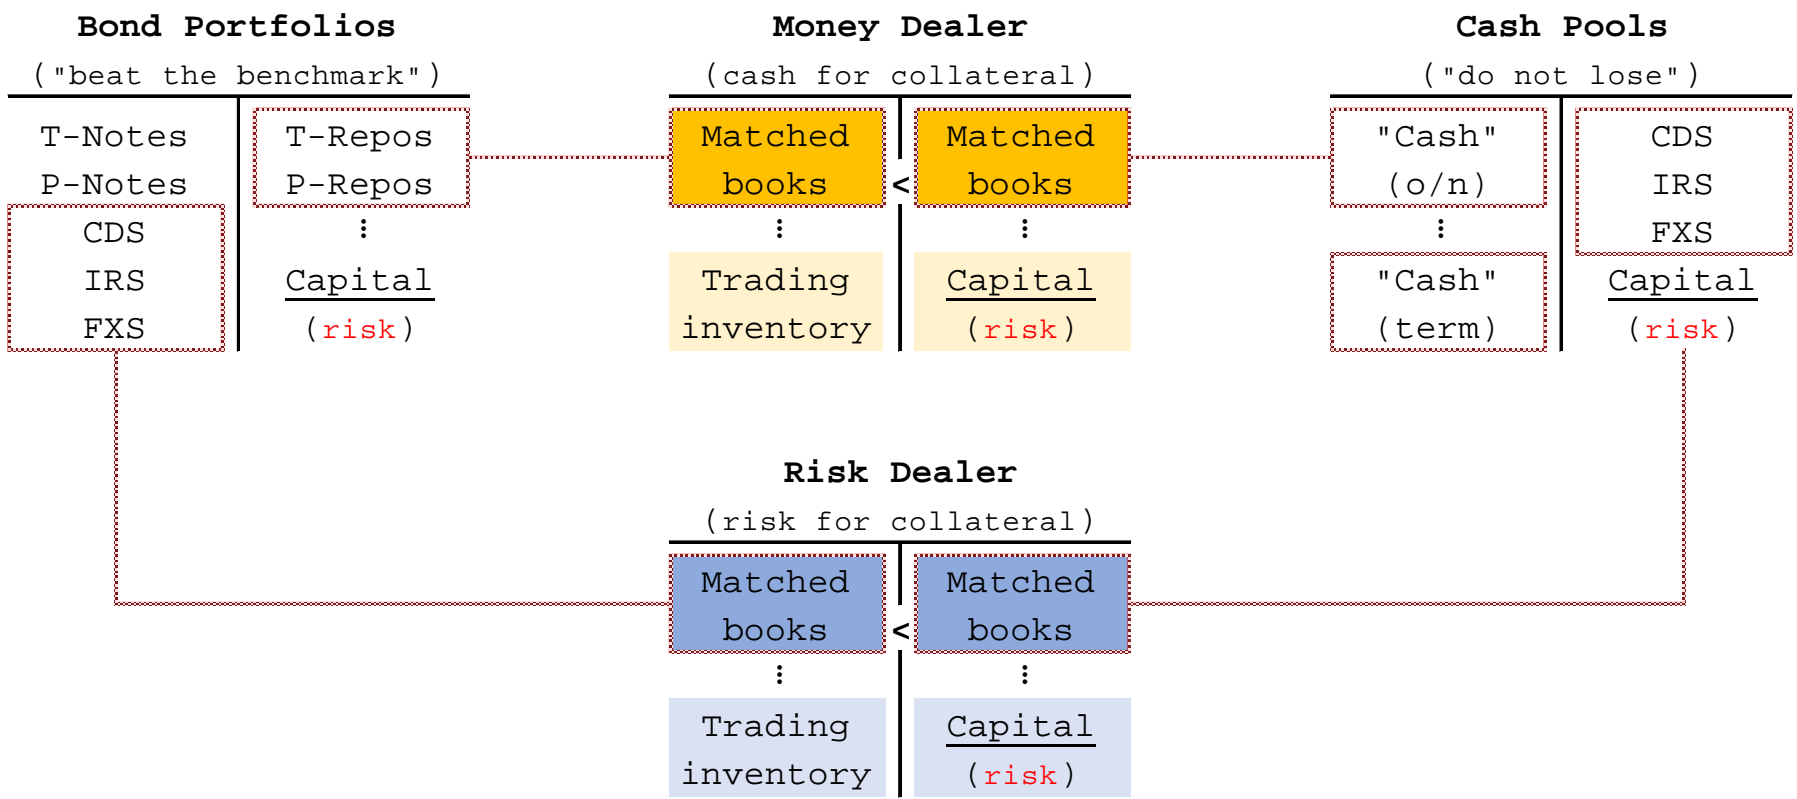 Bond Portfolios
("beat the benchmark")
T-Notes
P-Notes
CDS
IRS
FXS
T-Repos
P-Repos
⋮
Capital
(risk)
Money Dealer
(cash for collateral)
Matched
books
⋮
Trading
inventory
<
Matched
books
⋮
Capital
(risk)
Cash Pools
("do not lose")
"Cash"
(o/n)
⋮
"Cash"
(term)
CDS
IRS
FXS
Capital
(risk)
Risk Dealer
(risk for collateral)
Matched
books
⋮
Trading
inventory
<
Matched
books
⋮
Capital
(risk)